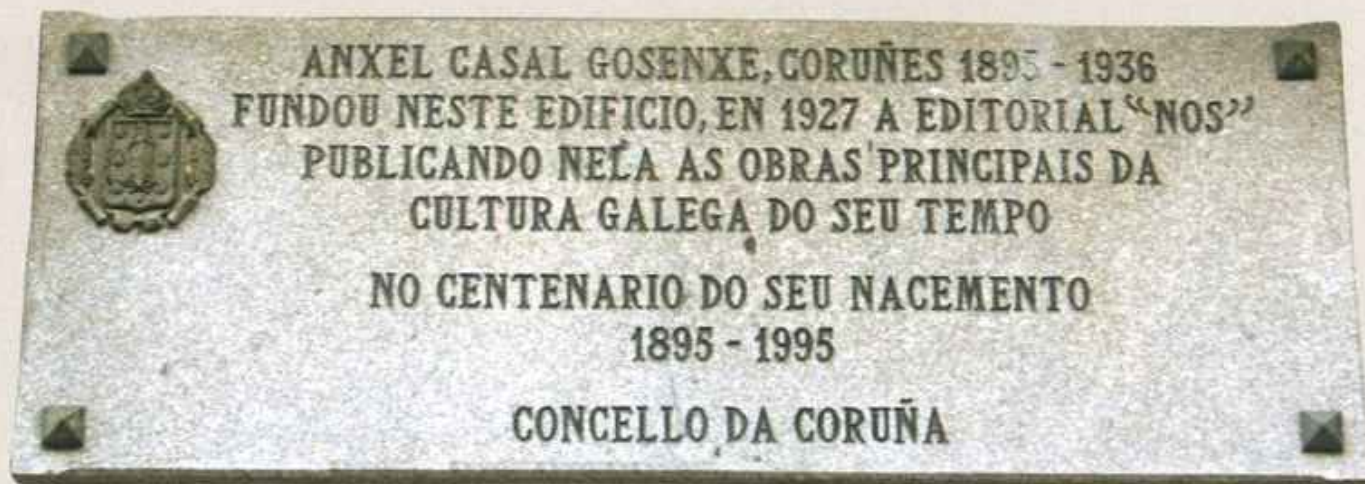 ANXEL CASAL GOSENXE, CORUÑES 1895 - 1936
FUNDOU NESTE EDIFICIO, EN 1927 A EDITORIAL “NOS”
PUBLICANDO NELA AS OBRAS PRINCIPAIS DA
CULTURA GALEGA DO SEU TEMPO
NO CENTENARIO DO SEU NACEMENTO
1895 - 1995
CONCELLO DA CORUÑA